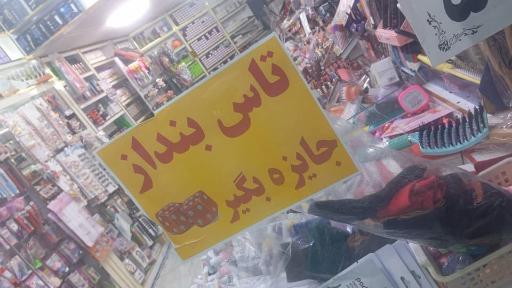 تاس بنداز
جایزه بگیر